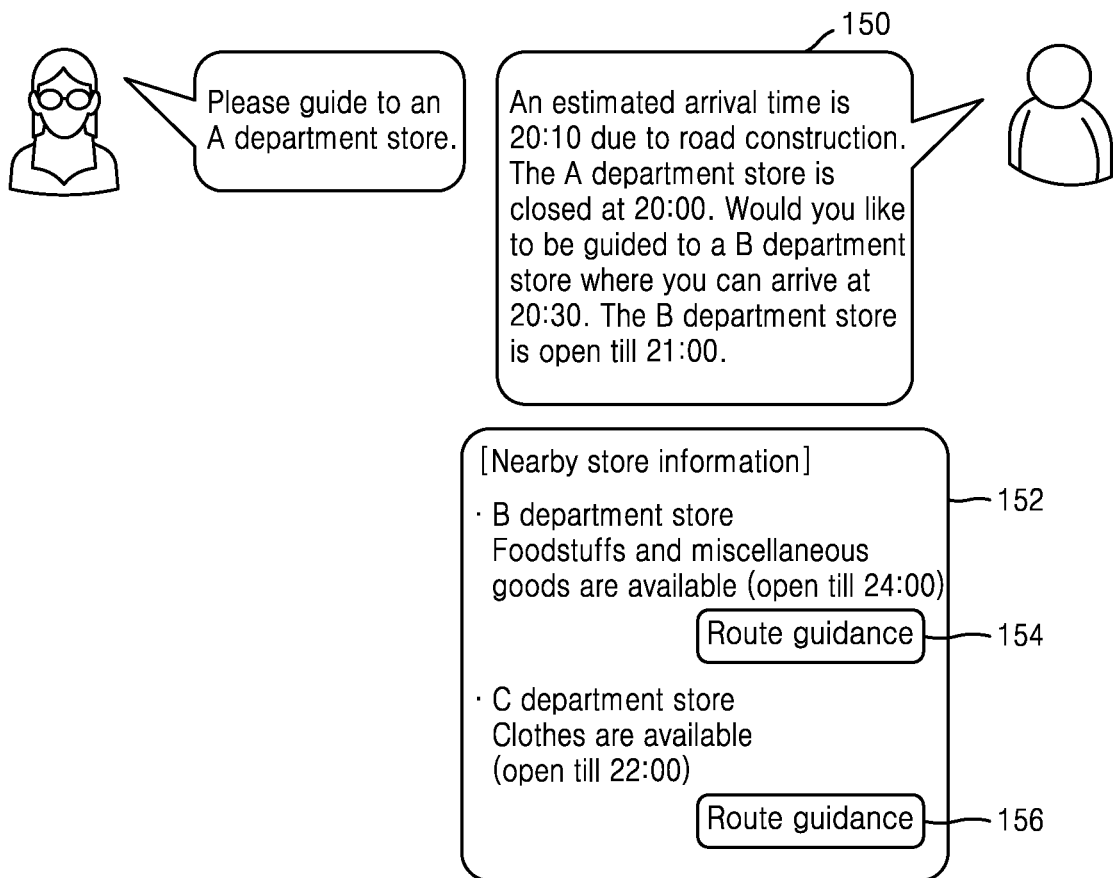 150
Please guide to an
A department store.
An estimated arrival time is
20:10 due to road construction.
The A department store is
closed at 20:00. Would you like
to be guided to a B department
store where you can arrive at
20:30. The B department store
is open till 21:00.
[Nearby store information]
152
· B department store
Foodstuffs and miscellaneous
goods are available (open till 24:00)
Route guidance
154
· C department store
Clothes are available
(open till 22:00)
Route guidance
156